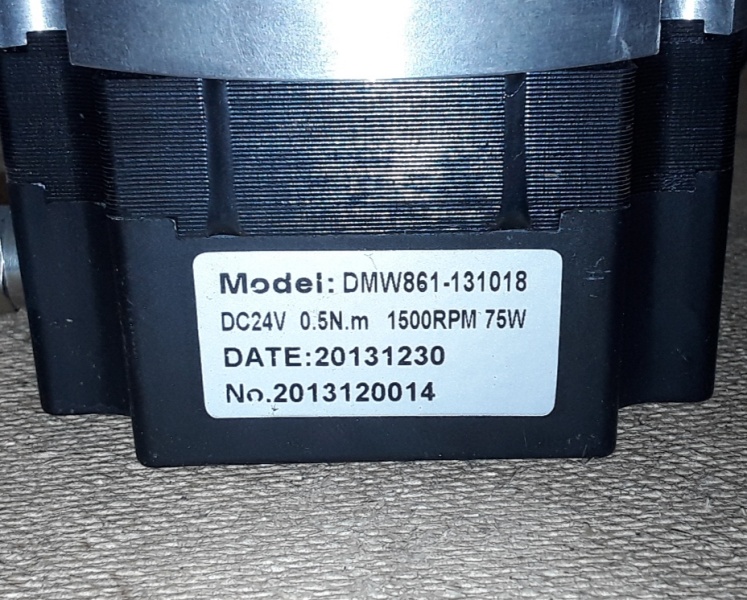 Model: DMW861-131018
DC24V 0.5N.m 1500RPM 75W
DATE:20131230
No.2013120014